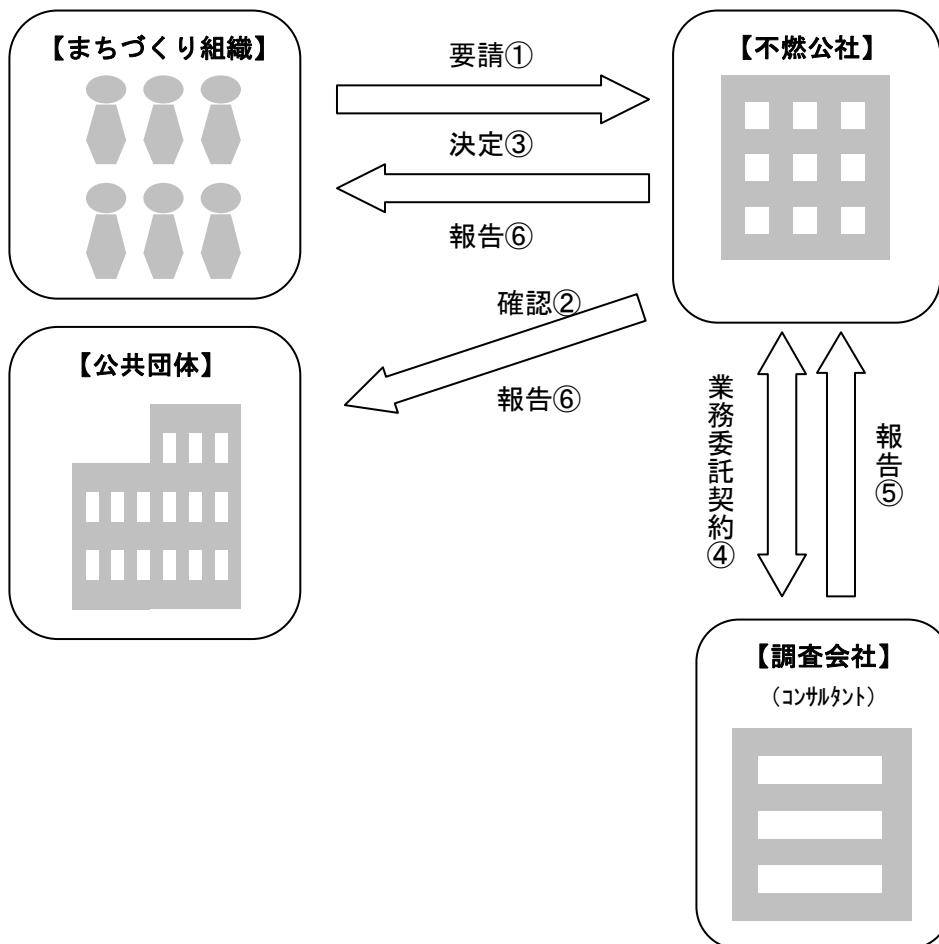 【まちづくり組織】
要請①
決定③
報告⑥
【不燃公社】
確認②
報告⑥
【公共団体】
業務委託契約④
報告⑤
【調査会社】
（コンサルタント）